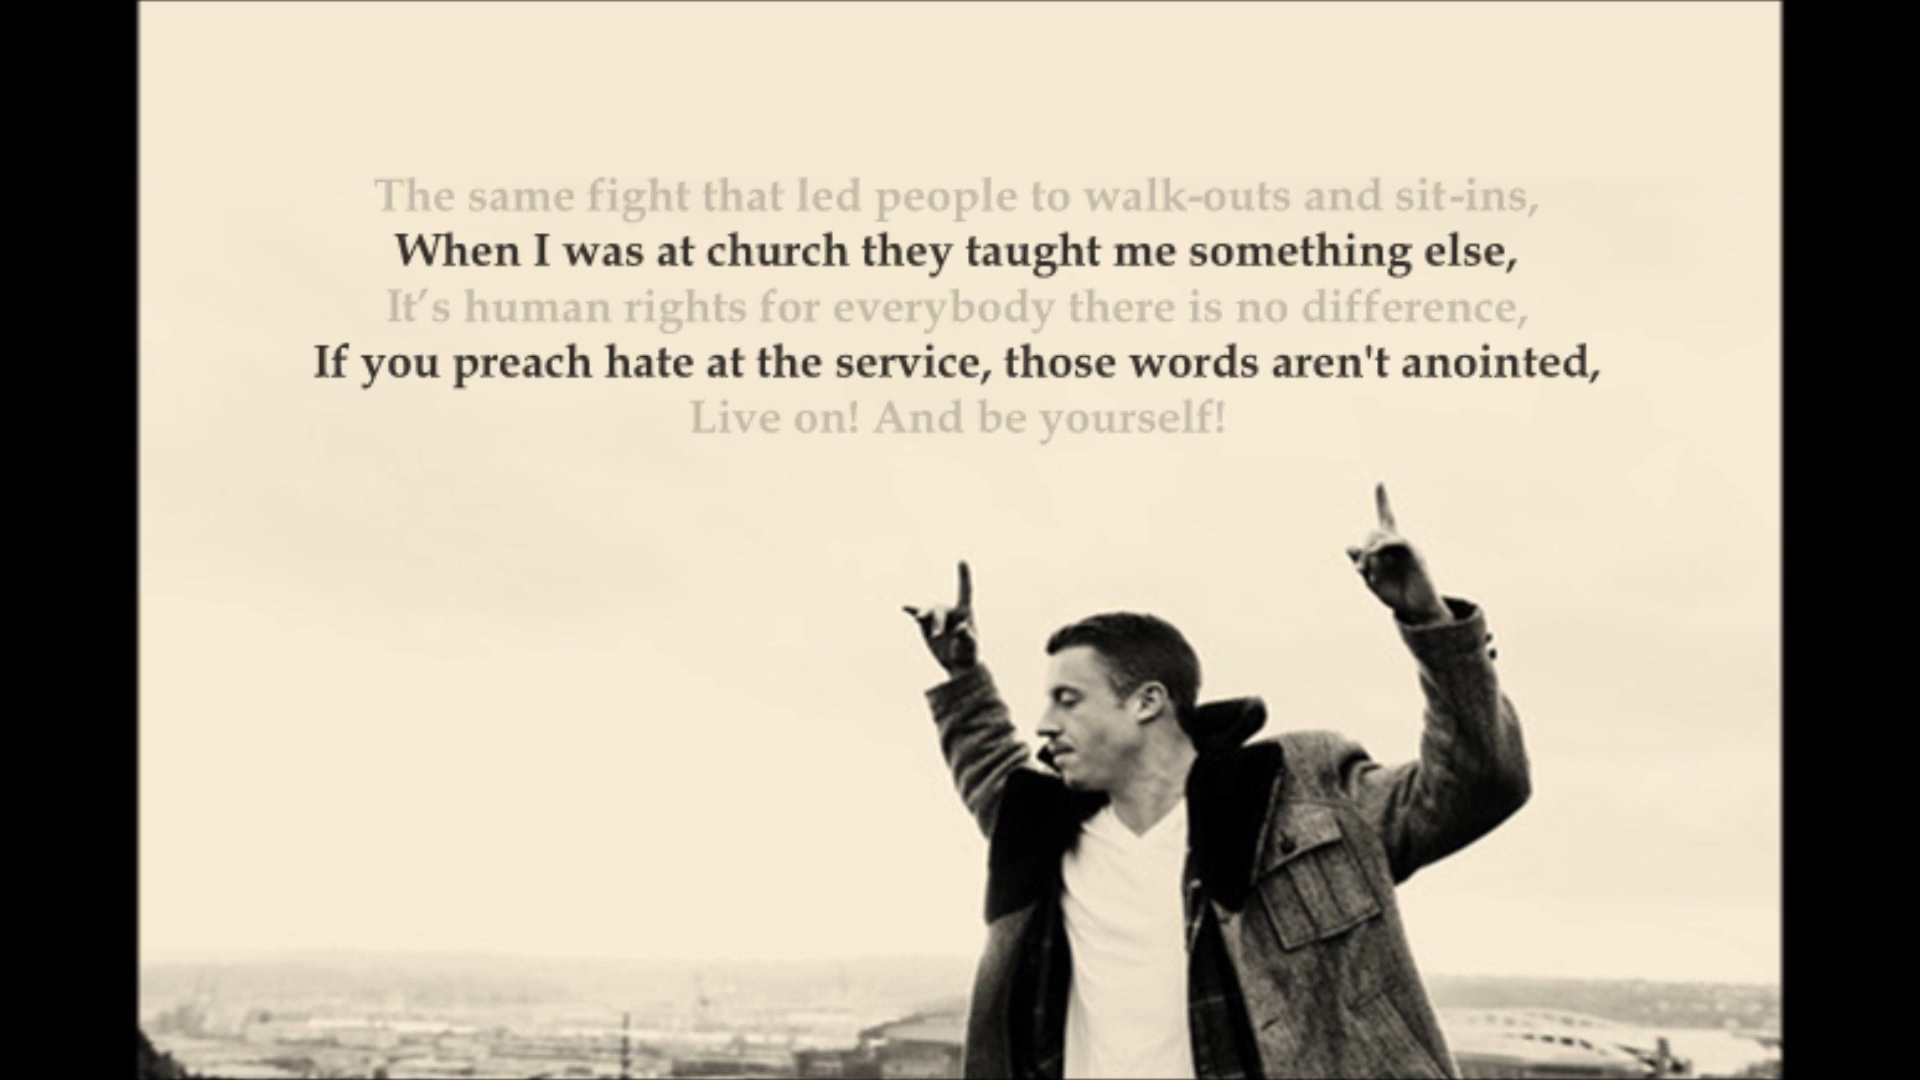 The same fight that led people to walk-outs and sit-ins,
When I was at church they taught me something else,
It’s human rights for everybody there is no difference,
If you preach hate at the service, those words aren't anointed,
Live on! And be yourself!